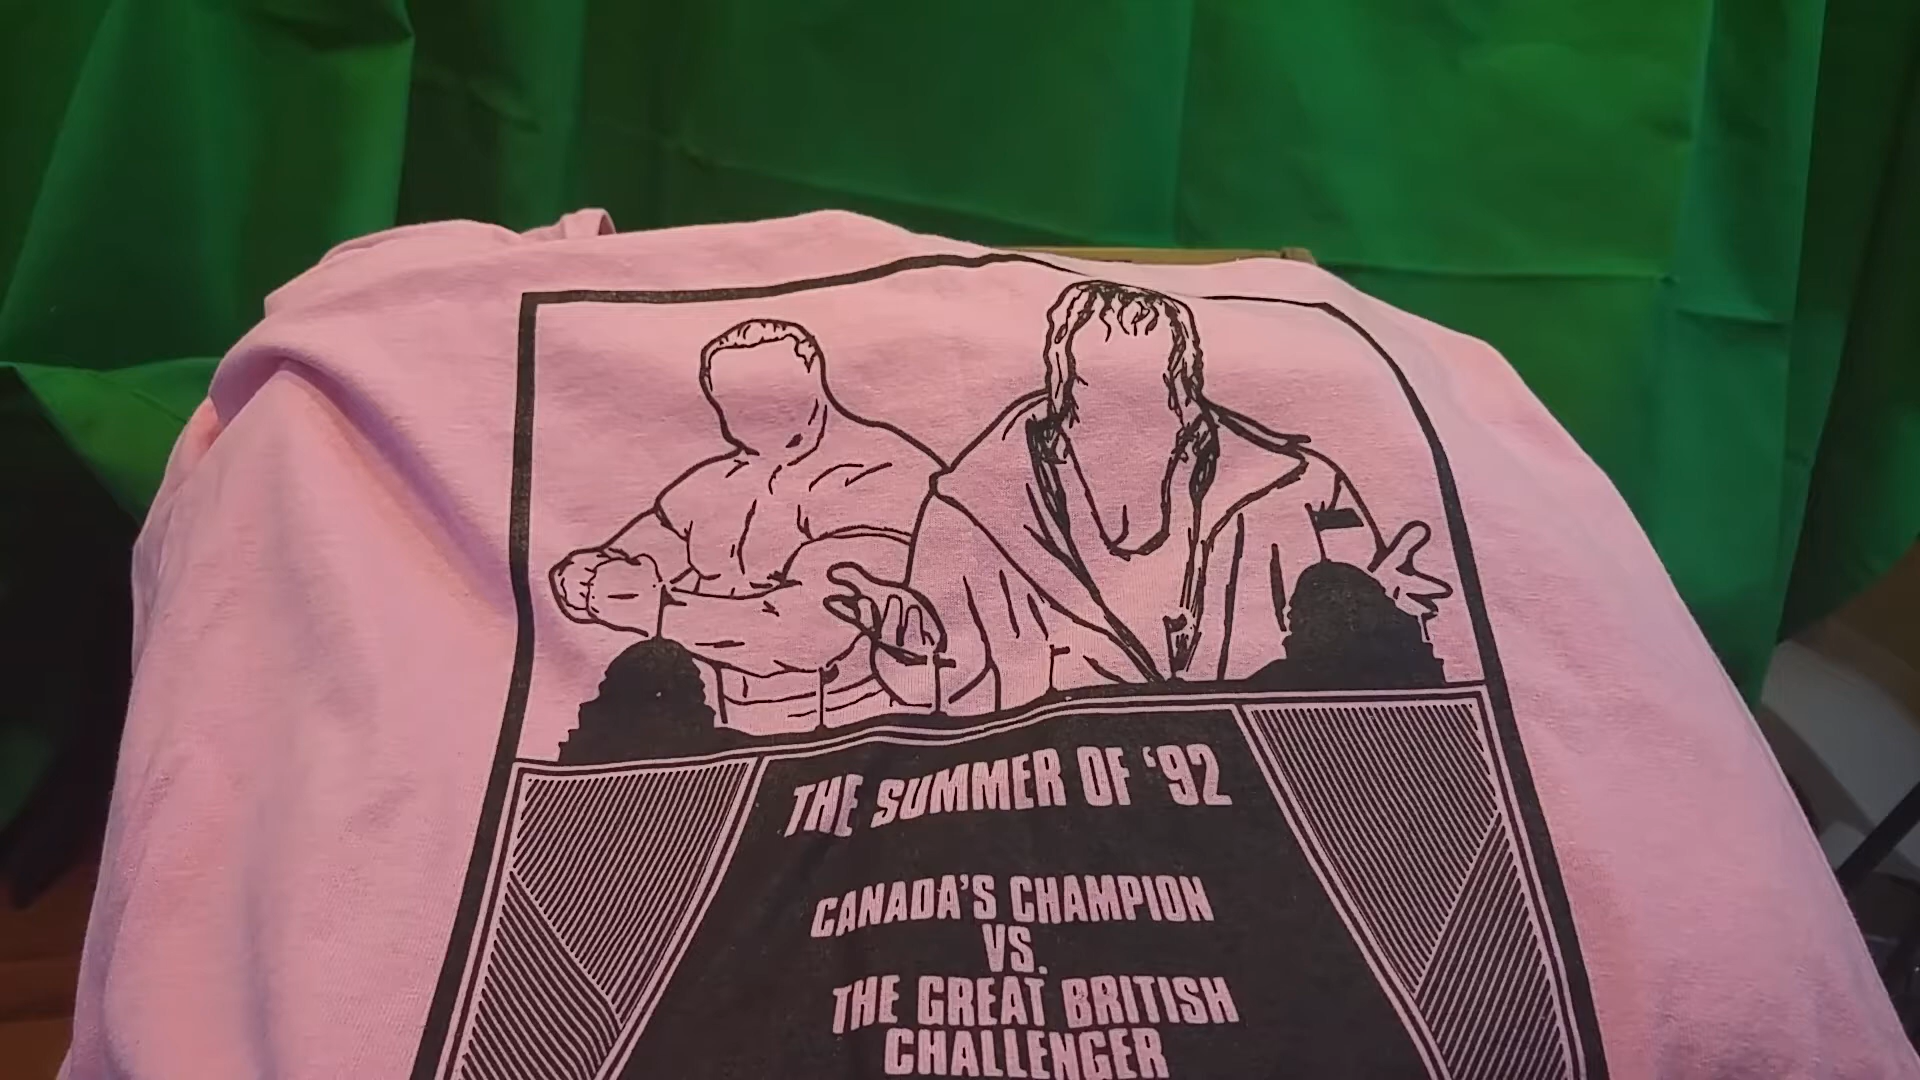 THE SUMMER OF '92
CANADA'S CHAMPION
VS.
THE GREAT BRITISH
CHALLENGER